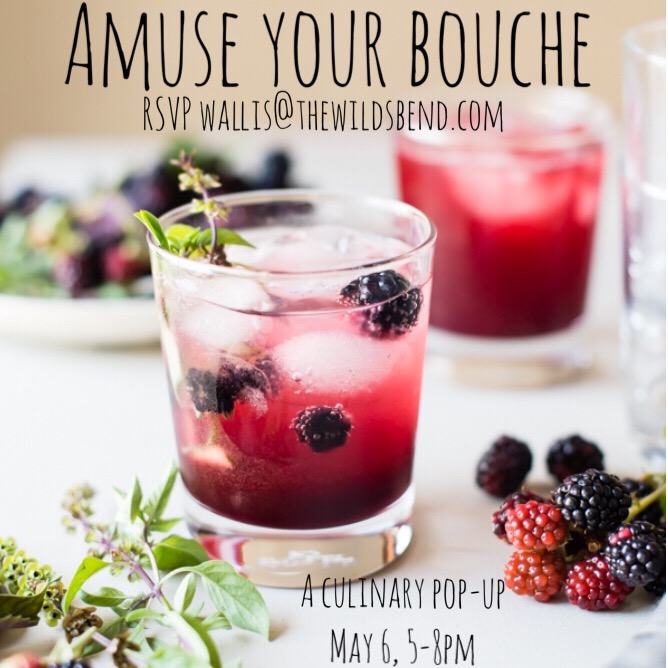 AMUSE YOUR BOUCHE
RSVP WALLIS@THEWILDSBEND.COM
A CULINARY POP-UP
MAY 6, 5-8PM